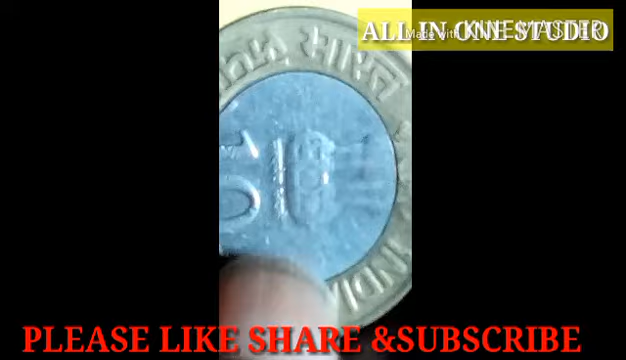 ALL IN ONE STUDIO
Made with KINEMASTER
भारत
INDIA
10
PLEASE LIKE SHARE &SUBSCRIBE